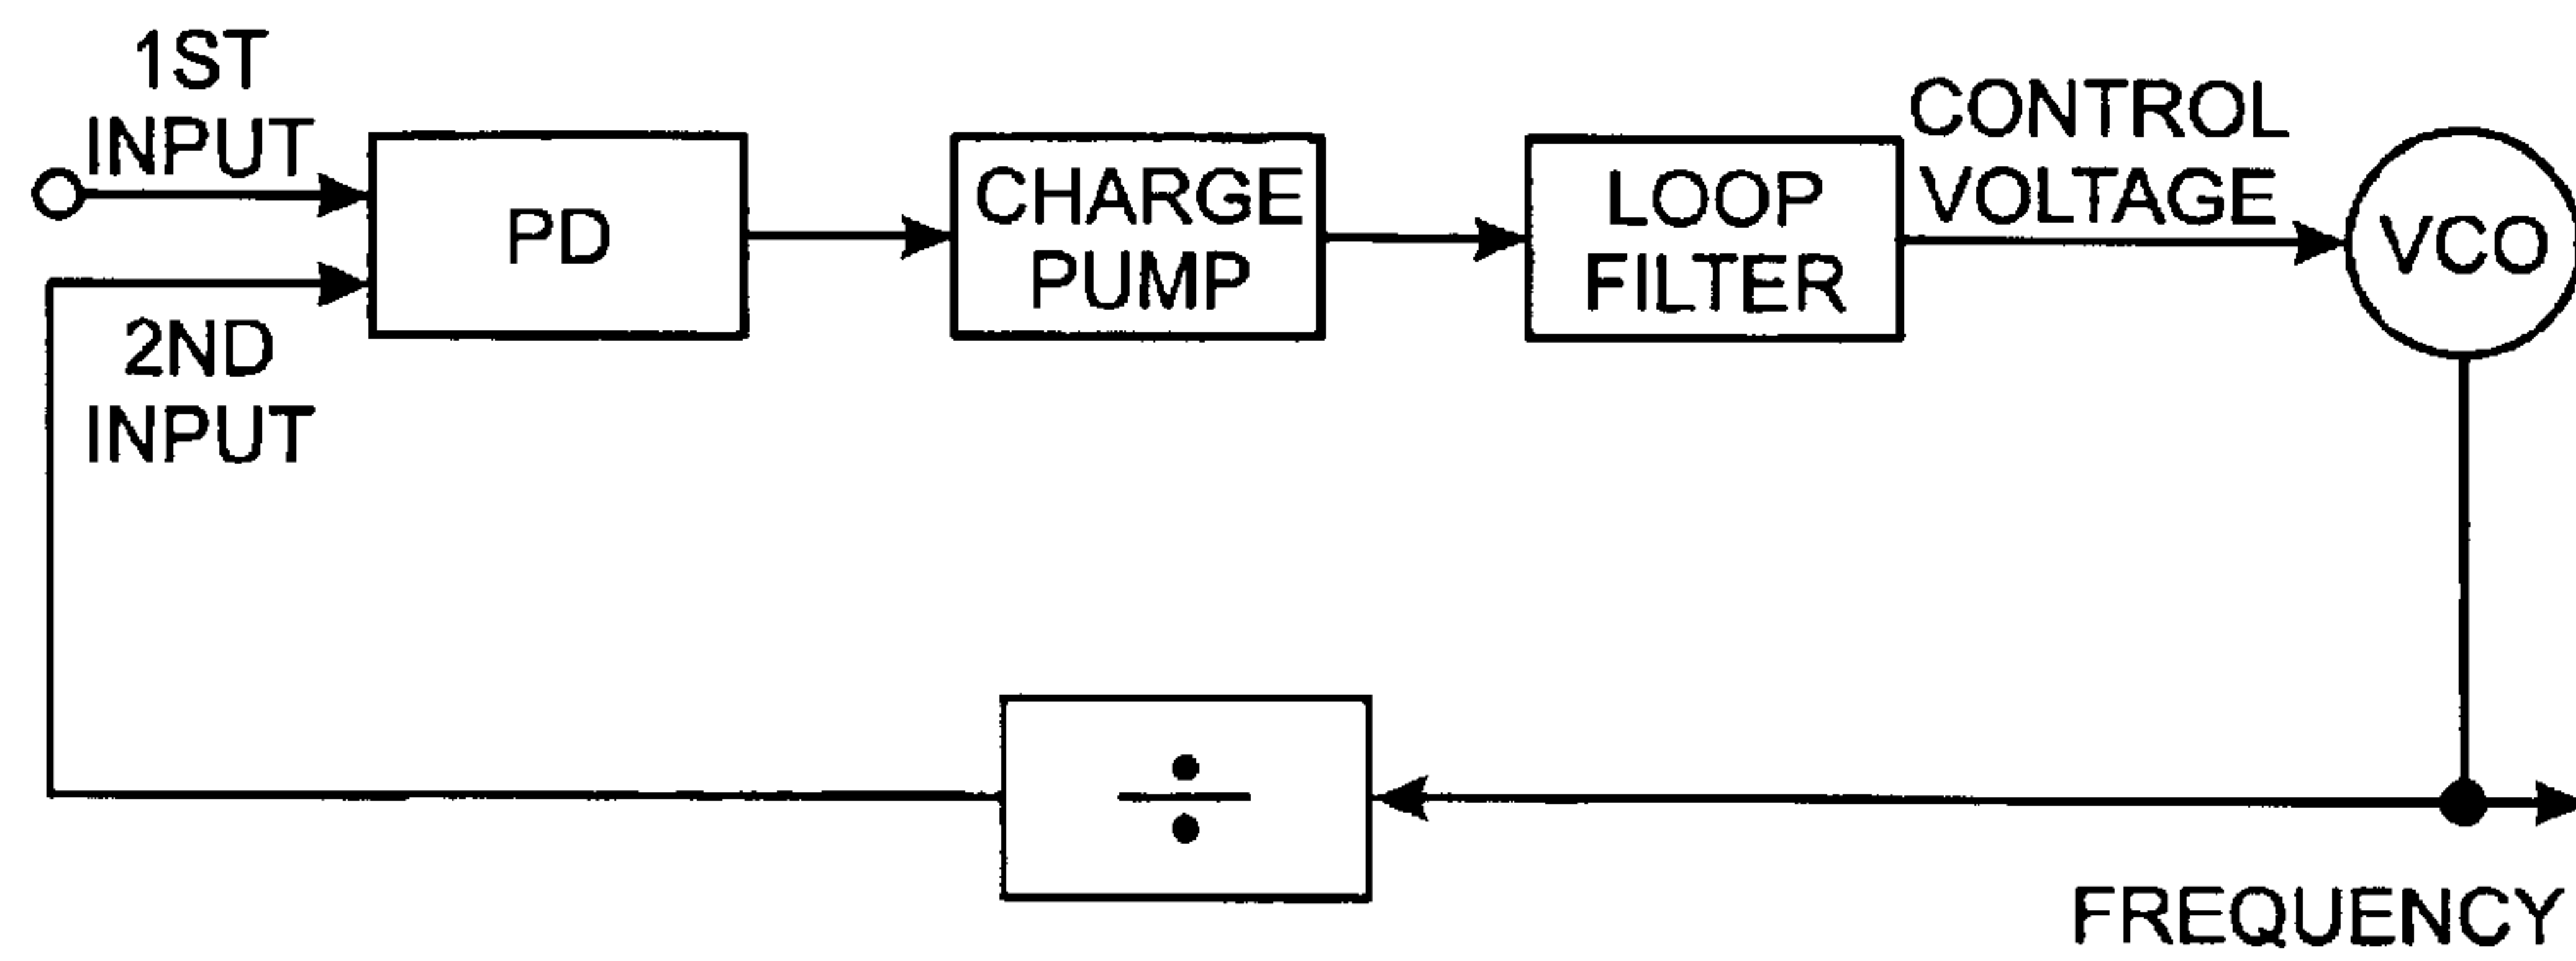 1ST
INPUT
PD
2ND
INPUT
CHARGE
PUMP
LOOP
FILTER
CONTROL
VOLTAGE
VCO
÷
FREQUENCY